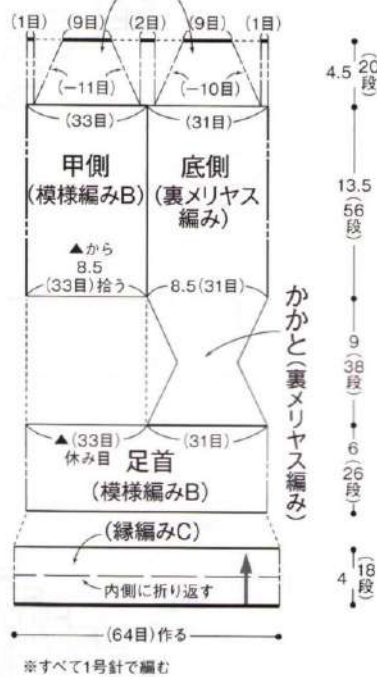 (1目) (9目) (2目) (9目) (1目)
(−11目) (−10目)
4.5 (20段)
(33目) (31目)
甲側
(模様編みB)
底側
(裏メリヤス
編み)
13.5
(56段)
▲から
8.5
(33目)拾う
8.5(31目)
かかと(裏メリヤス編み)
9
(38段)
▲(33目)
休み目
(31目)
足首
(模様編みB)
6
(26段)
(縁編みC)
内側に折り返す
4 (18段)
(64目)作る
※すべて1号針で編む